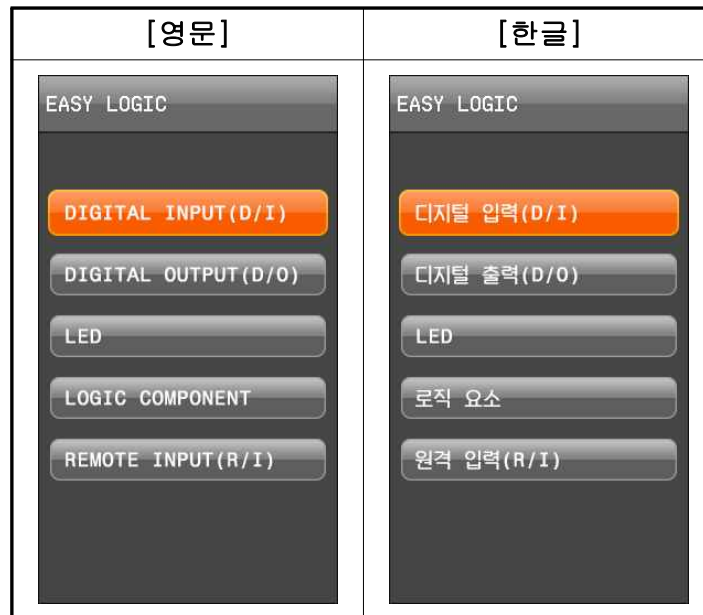 [영문]
[한글]
EASY LOGIC
DIGITAL INPUT(D/I)
DIGITAL OUTPUT(D/O)
LED
LOGIC COMPONENT
REMOTE INPUT(R/I)
EASY LOGIC
디지털 입력(D/I)
디지털 출력(D/O)
LED
로직 요소
원격 입력(R/I)